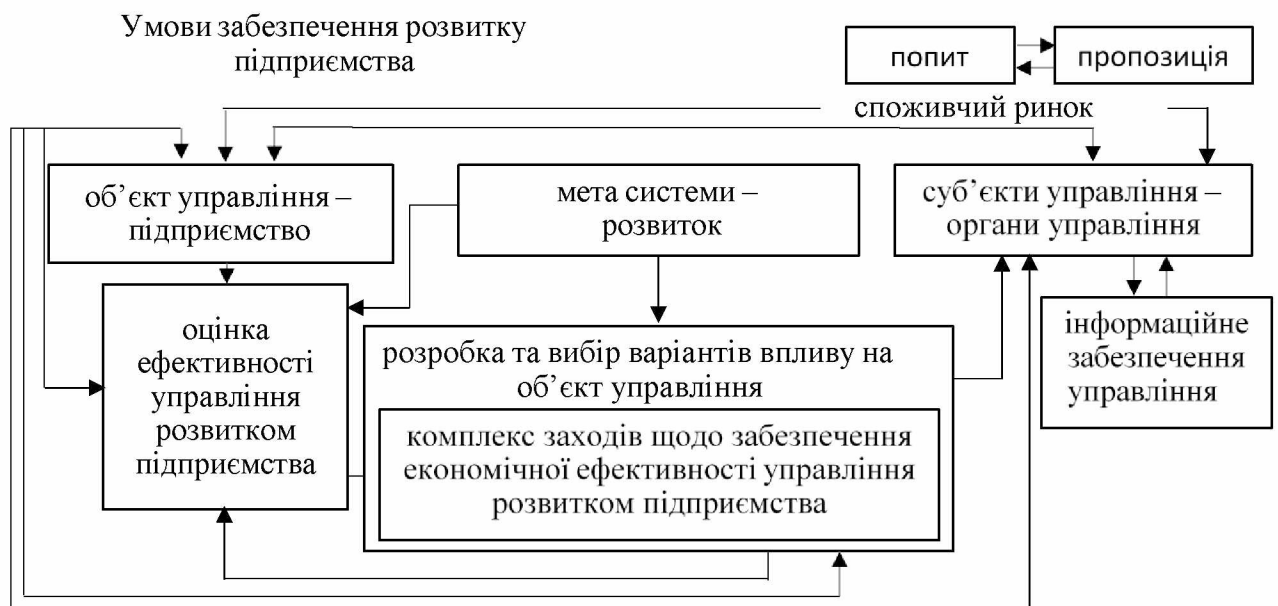 Умови забезпечення розвитку
підприємства
попит
пропозиція
споживчий ринок
об’єкт управління –
підприємство
мета системи –
розвиток
суб’єкти управління –
органи управління
оцінка
ефективності
управління
розвитком
підприємства
розробка та вибір варіантів впливу на
об’єкт управління
комплекс заходів щодо забезпечення
економічної ефективності управління
розвитком підприємства
інформаційне
забезпечення
управління